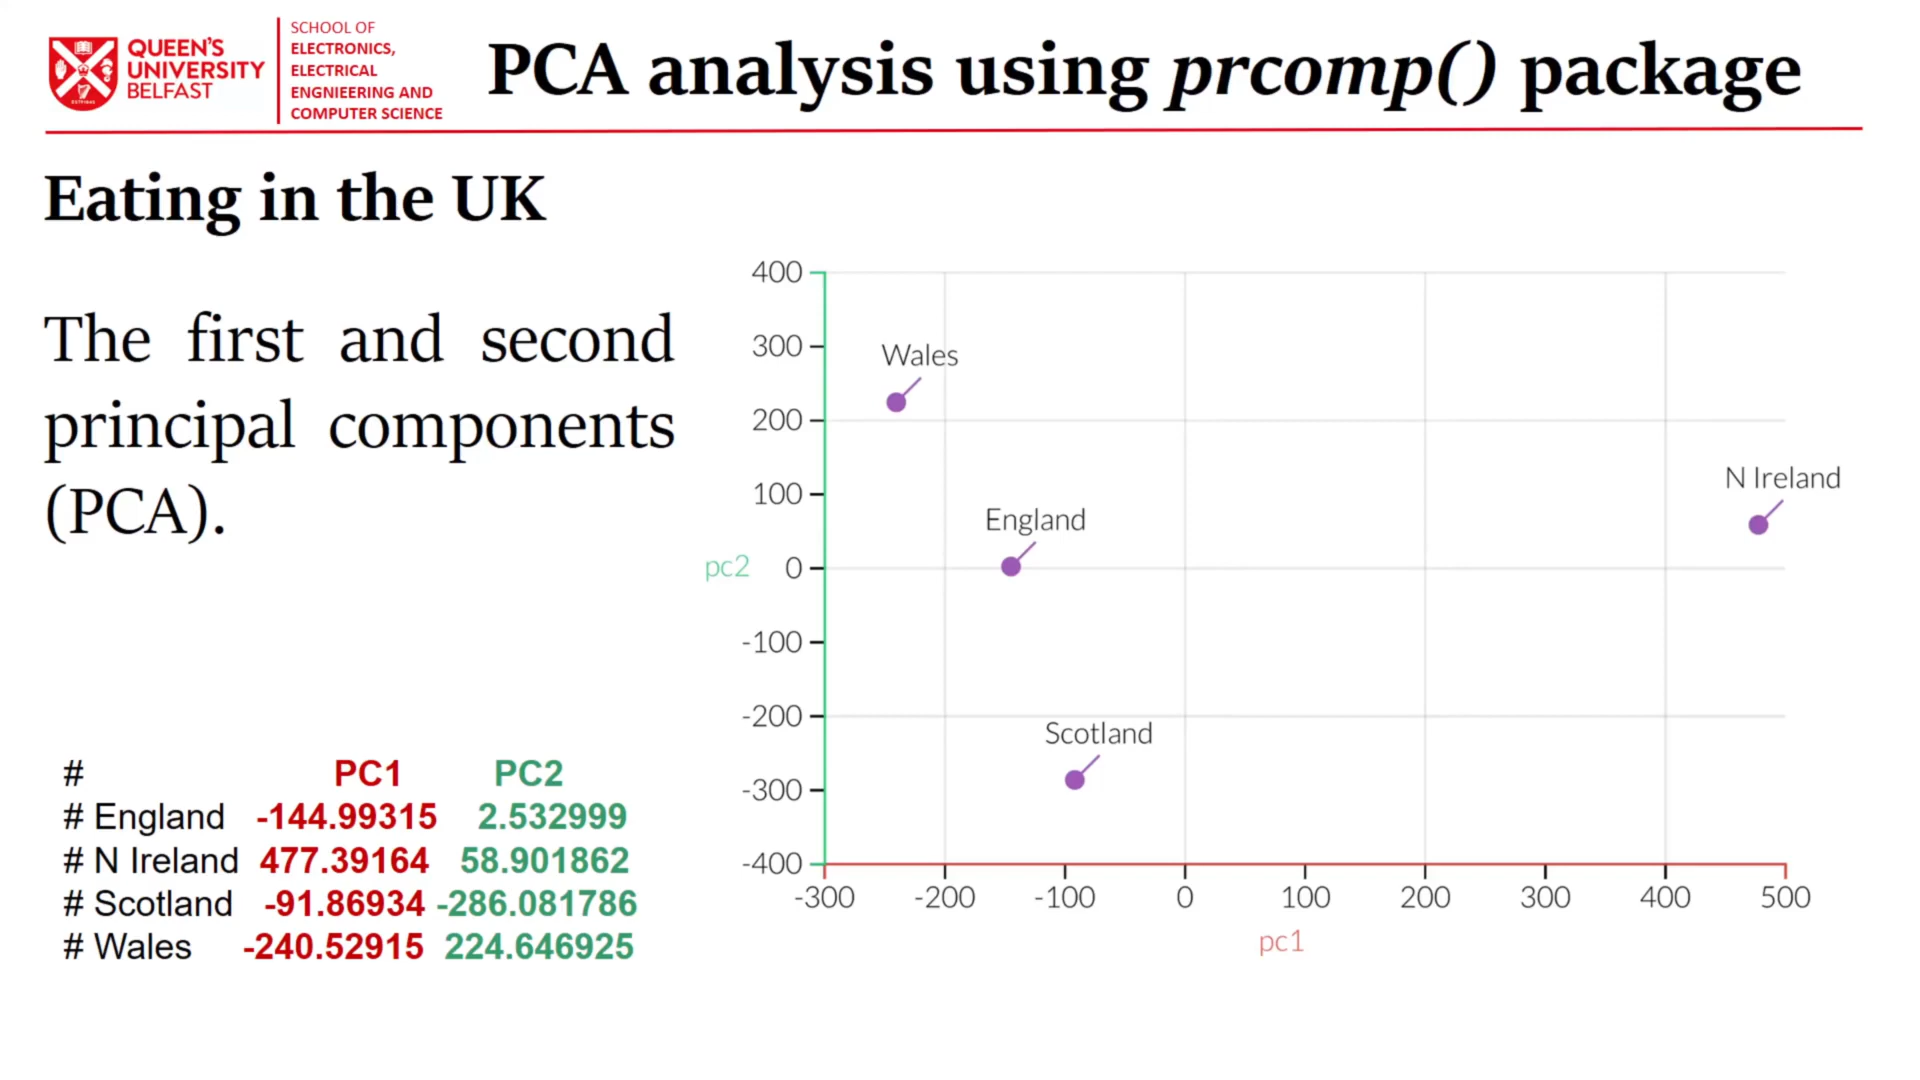 QUEEN'S
UNIVERSITY
BELFAST
SCHOOL OF
ELECTRONICS,
ELECTRICAL
ENGNIEERING AND
COMPUTER SCIENCE
PCA analysis using prcomp() package
Eating in the UK
The first and second
principal components
(PCA).
# PC1 PC2
# England -144.99315 2.532999
# N Ireland 477.39164 58.901862
# Scotland -91.86934 -286.081786
# Wales -240.52915 224.646925
400
300
200
100
0
-100
-200
-300
-400
pc2
Wales
England
N Ireland
Scotland
-300 -200 -100 0 100 200 300 400 500
pc1